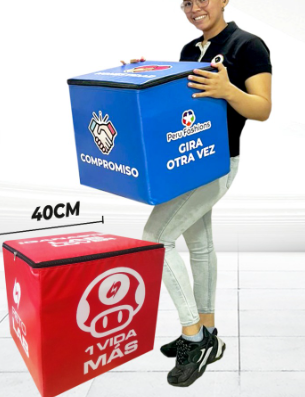 Peru Fashions
GIRA
OTRA VEZ
COMPROMISO
40CM
1 VIDA
MÁS